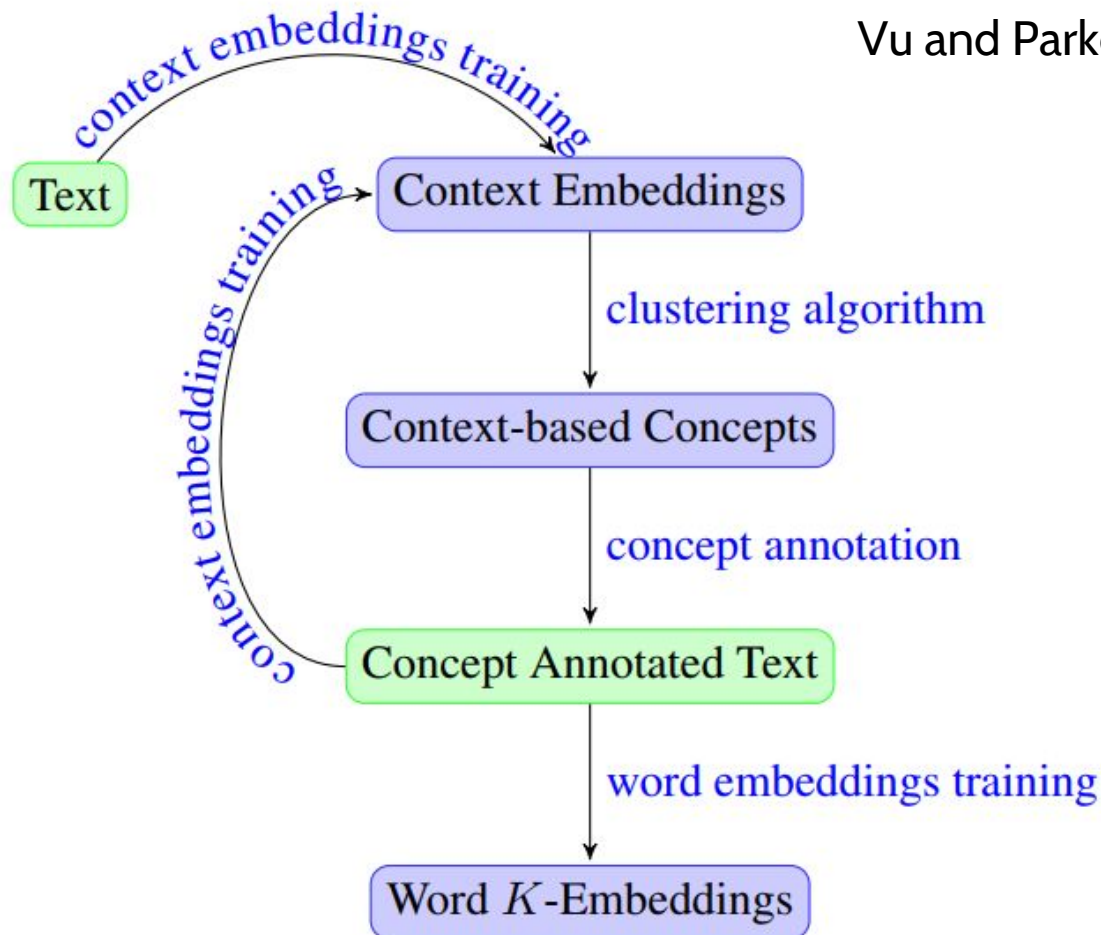 Vu and Park
context embeddings training
Text
Context Embeddings
context embeddings training
clustering algorithm
Context-based Concepts
concept annotation
Concept Annotated Text
word embeddings training
Word K-Embeddings